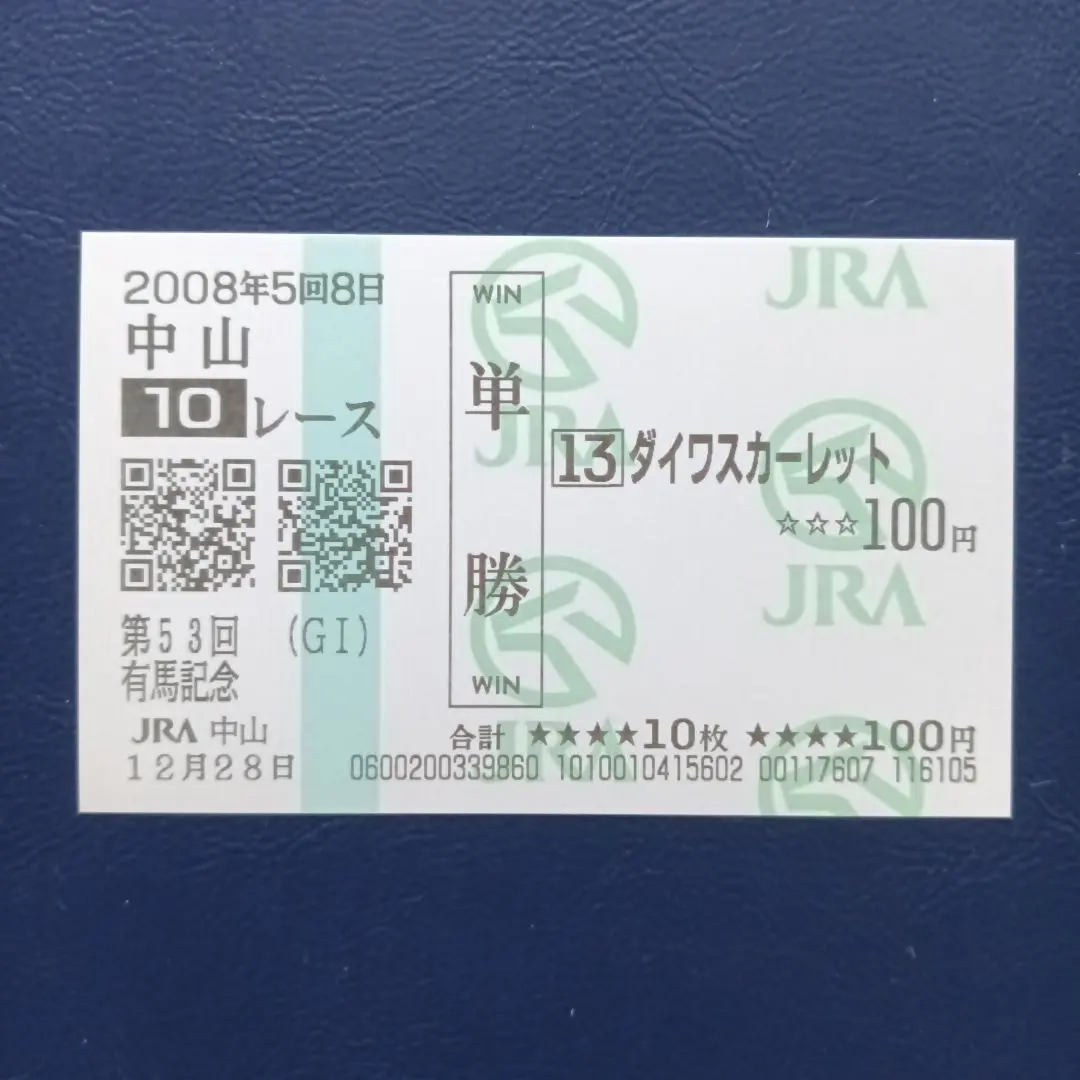 2008年5回8日
中山
10レース
第53回 (GI)
有馬記念
JRA 中山
12月28日
WIN
単勝
WIN
13 ダイワスカーレット
☆☆☆100円
合計 ★★★★10枚 ★★★★100円
0600200339860 1010010415602 00117607 116105
JRA
JRA
JRA
JRA